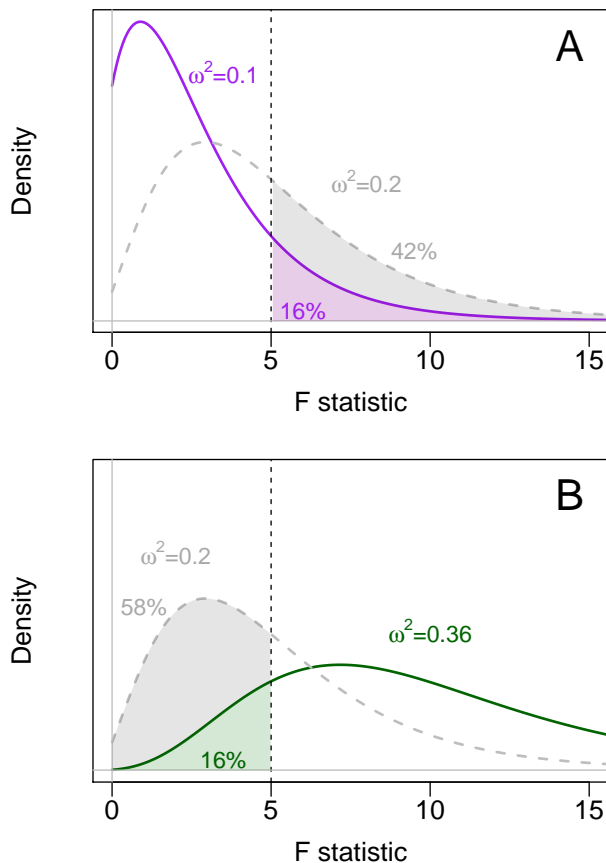 A
ω²=0.1
ω²=0.2
42%
16%
Density
0 5 10 15
F statistic
B
ω²=0.2
58%
ω²=0.36
16%
Density
0 5 10 15
F statistic